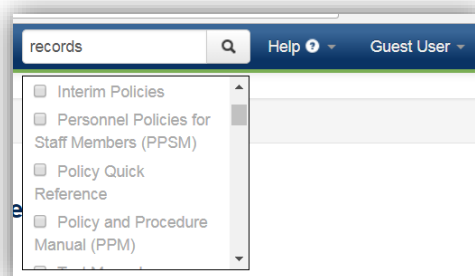 records Help Guest User
Interim Policies
Personnel Policies for
Staff Members (PPSM)
Policy Quick
Reference
Policy and Procedure
Manual (PPM)